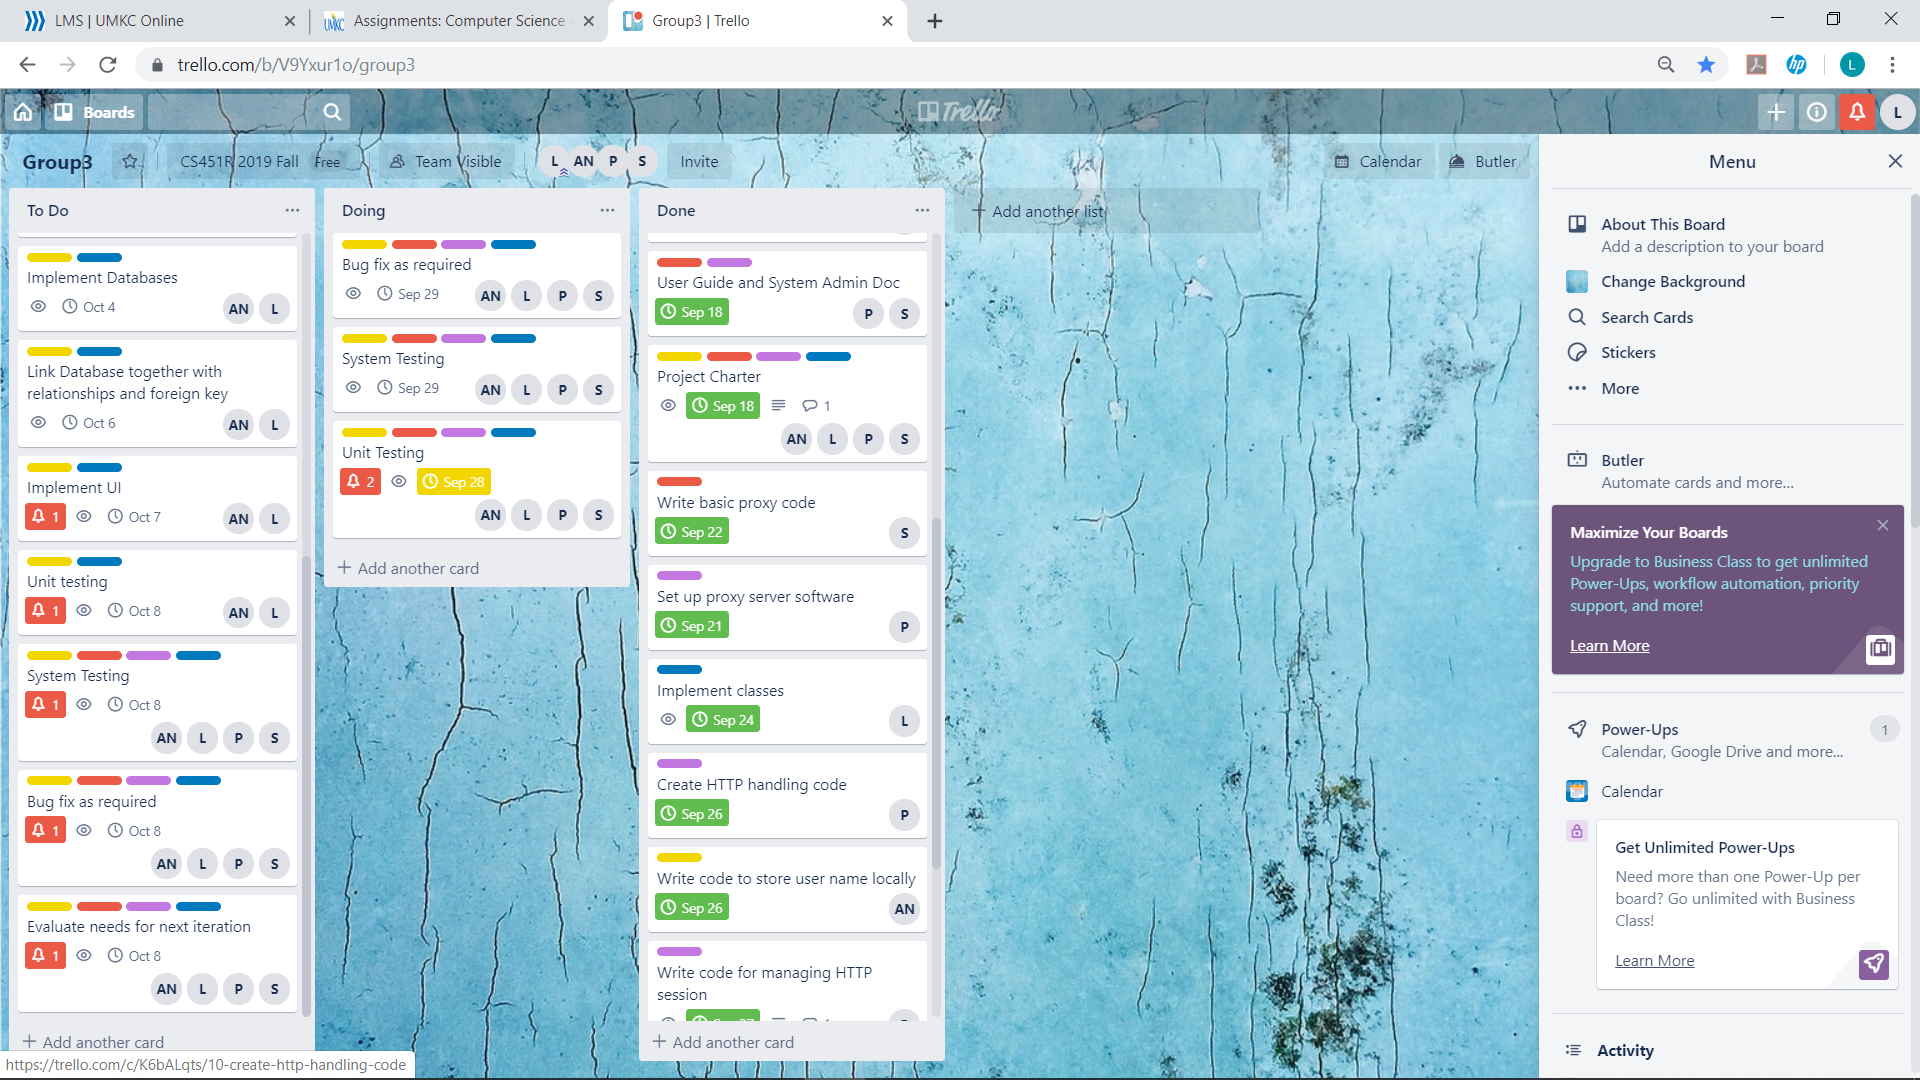 LMS | UMKC Online
Assignments: Computer Science
Group3 | Trello
trello.com/b/V9Yxur1o/group3
L
Boards
Trello
L
Group3
CS451R 2019 Fall
Free
Team Visible
L
AN
P
S
Invite
Calendar
Butler
To Do
Implement Databases
Oct 4
AN
L
Link Database together with
relationships and foreign key
Oct 6
AN
L
Implement UI
1
Oct 7
AN
L
Unit testing
1
Oct 8
AN
L
System Testing
1
Oct 8
AN
L
P
S
Bug fix as required
1
Oct 8
AN
L
P
S
Evaluate needs for next iteration
1
Oct 8
AN
L
P
S
+ Add another card
https://trello.com/c/K6bALqts/10-create-http-handling-code
Doing
Bug fix as required
Sep 29
AN
L
P
S
System Testing
Sep 29
AN
L
P
S
Unit Testing
2
Sep 28
AN
L
P
S
+ Add another card
Done
User Guide and System Admin Doc
Sep 18
P
S
Project Charter
Sep 18
1
AN
L
P
S
Write basic proxy code
Sep 22
S
Set up proxy server software
Sep 21
P
Implement classes
Sep 24
L
Create HTTP handling code
Sep 26
P
Write code to store user name locally
Sep 26
AN
Write code for managing HTTP
session
+ Add another card
+ Add another list
Menu
About This Board
Add a description to your board
Change Background
Search Cards
Stickers
More
Butler
Automate cards and more...
Maximize Your Boards
Upgrade to Business Class to get unlimited
Power-Ups, workflow automation, priority
support, and more!
Learn More
Power-Ups
1
Calendar, Google Drive and more...
Calendar
Get Unlimited Power-Ups
Need more than one Power-Up per
board? Go unlimited with Business
Class!
Learn More
Activity